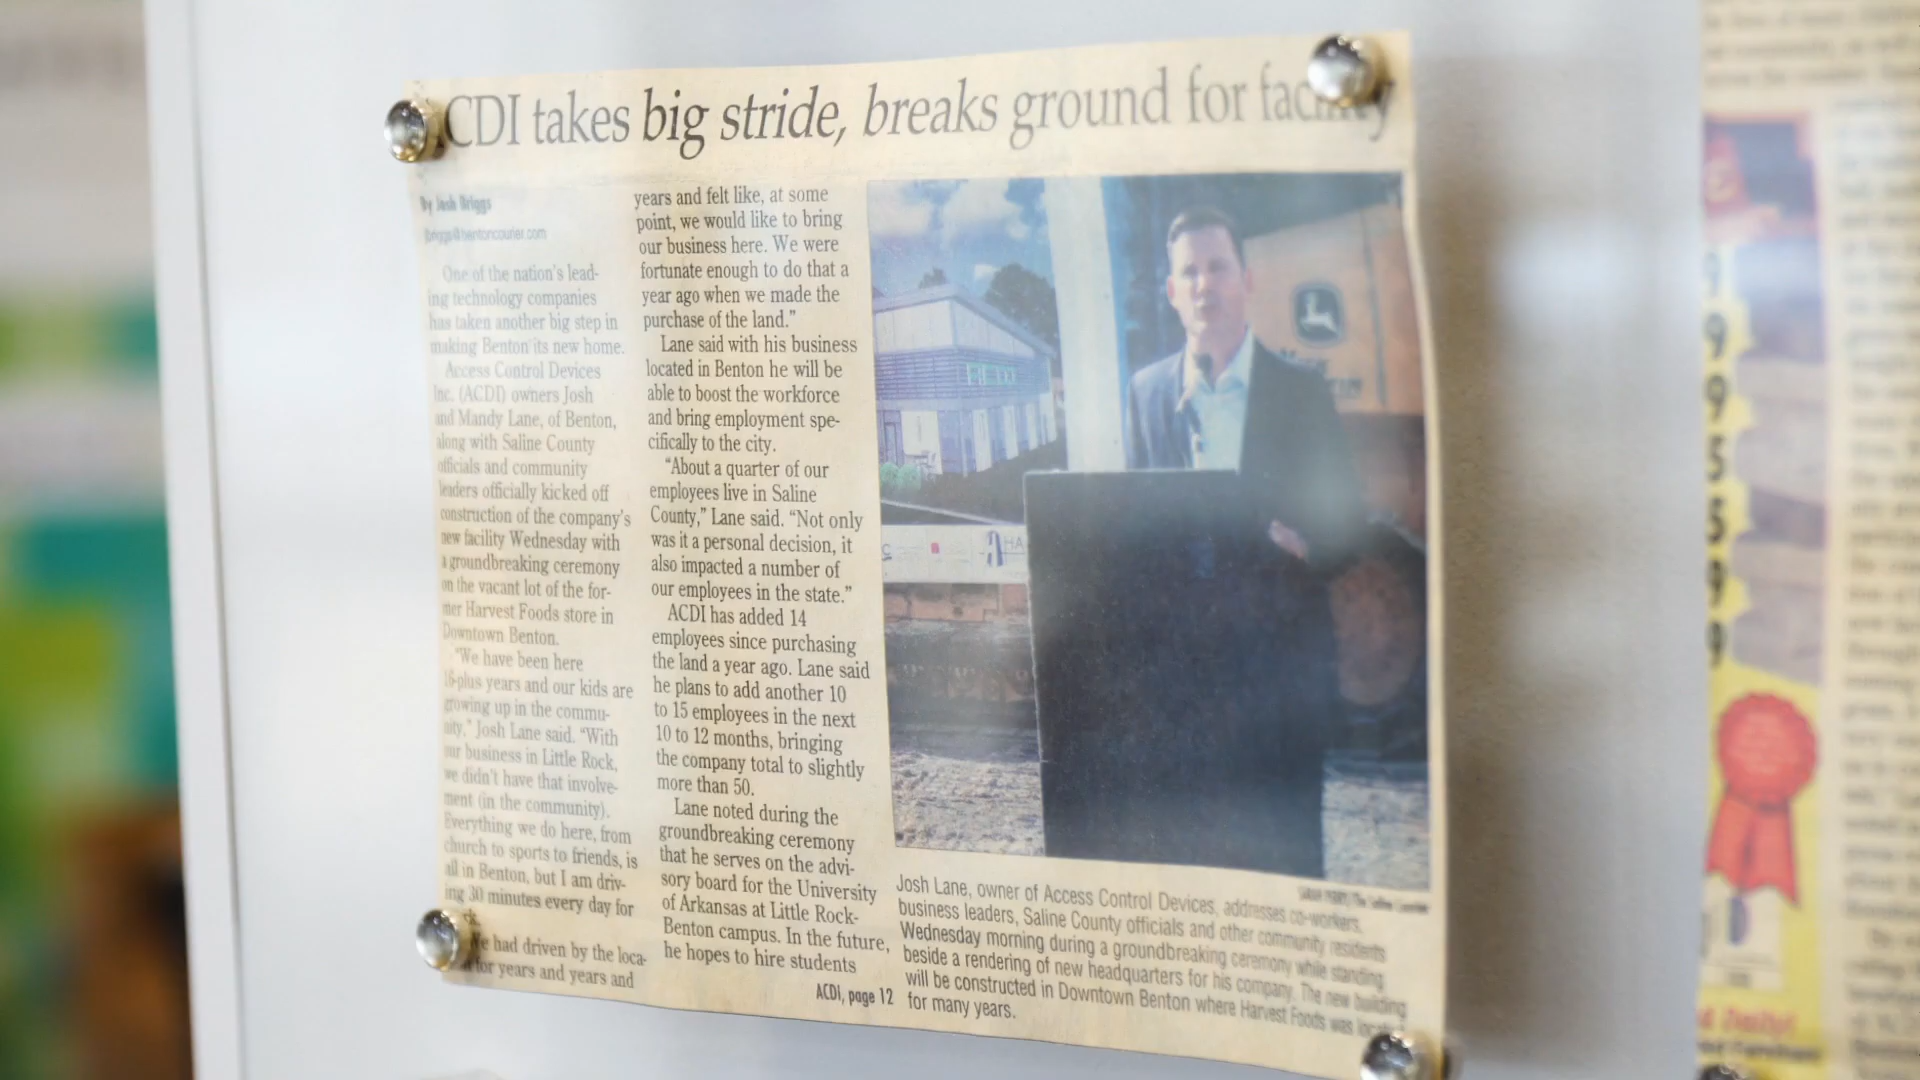 CDI takes big stride, breaks ground for facility
By Josh Briggs
jbriggs@bentoncourier.com
One of the nation's lead-
ing technology companies
has taken another big step in
making Benton its new home.
Access Control Devices
Inc. (ACDI) owners Josh
and Mandy Lane, of Benton,
along with Saline County
officials and community
leaders officially kicked off
construction of the company's
new facility Wednesday with
a groundbreaking ceremony
on the vacant lot of the for-
mer Harvest Foods store in
Downtown Benton.
"We have been here
16-plus years and our kids are
growing up in the commu-
nity," Josh Lane said. "With
our business in Little Rock,
we didn't have that involve-
ment (in the community).
Everything we do here, from
church to sports to friends, is
all in Benton, but I am driv-
ing 30 minutes every day for
We had driven by the loca-
for years and years and
years and felt like, at some
point, we would like to bring
our business here. We were
fortunate enough to do that a
year ago when we made the
purchase of the land."
Lane said with his business
located in Benton he will be
able to boost the workforce
and bring employment spe-
cifically to the city.
"About a quarter of our
employees live in Saline
County," Lane said. "Not only
was it a personal decision, it
also impacted a number of
our employees in the state."
ACDI has added 14
employees since purchasing
the land a year ago. Lane said
he plans to add another 10
to 15 employees in the next
10 to 12 months, bringing
the company total to slightly
more than 50.
Lane noted during the
groundbreaking ceremony
that he serves on the advi-
sory board for the University
of Arkansas at Little Rock-
Benton campus. In the future,
he hopes to hire students
ACDI, page 12
Josh Lane, owner of Access Control Devices, addresses co-workers,
business leaders, Saline County officials and other community residents
Wednesday morning during a groundbreaking ceremony while standing
beside a rendering of new headquarters for his company. The new building
will be constructed in Downtown Benton where Harvest Foods was located
for many years.